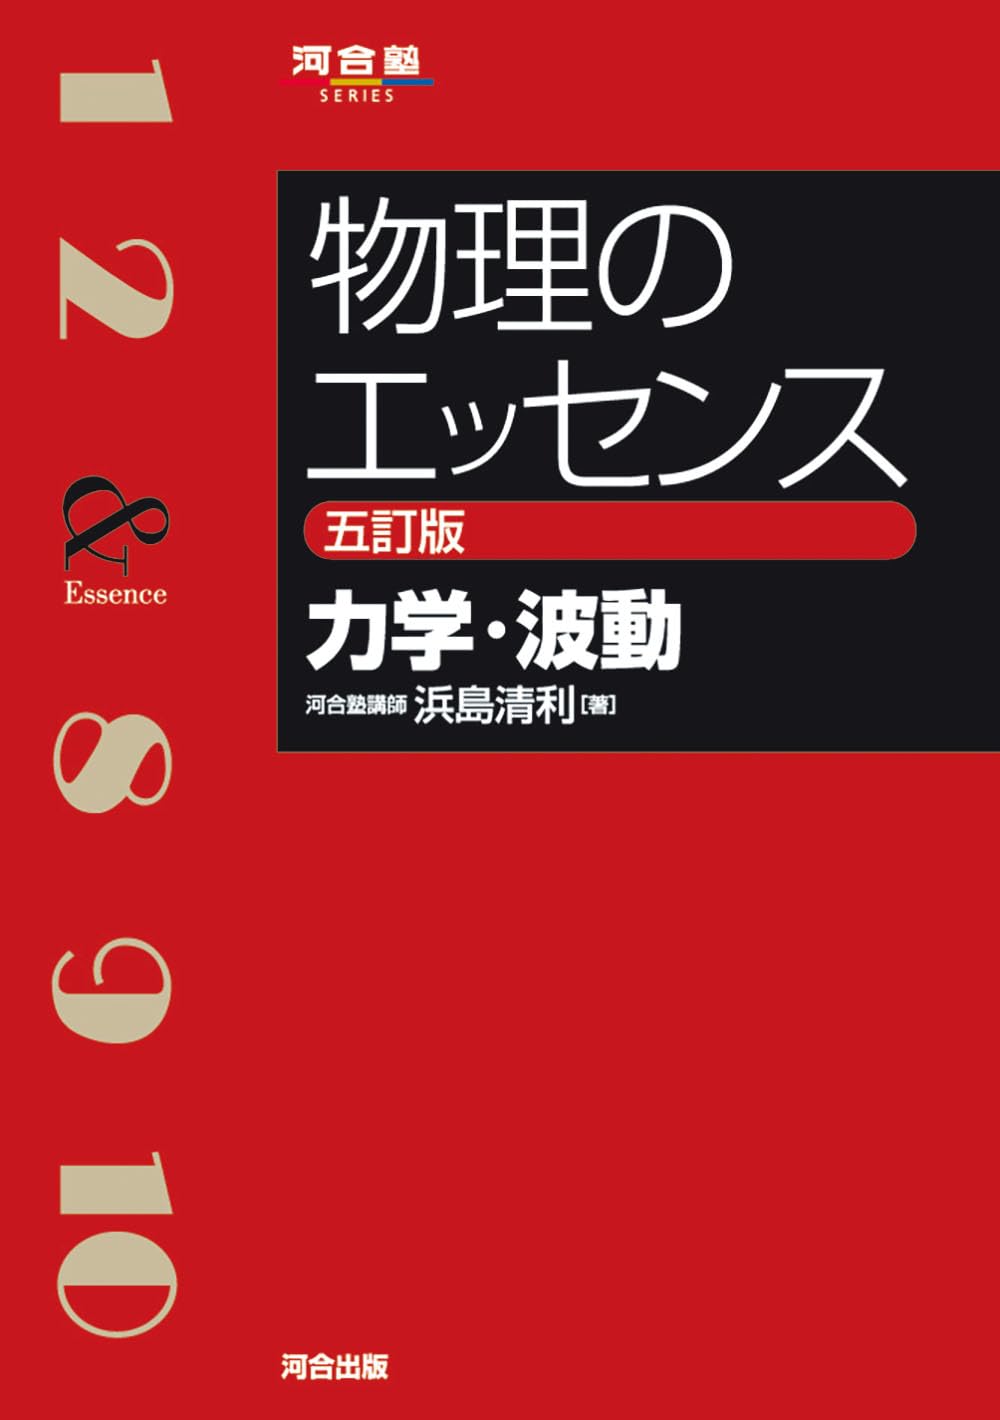 河合塾
SERIES
物理の
エッセンス
五訂版
力学・波動
河合塾講師 浜島清利[著]
1
2
&
Essence
8
9
10
河合出版